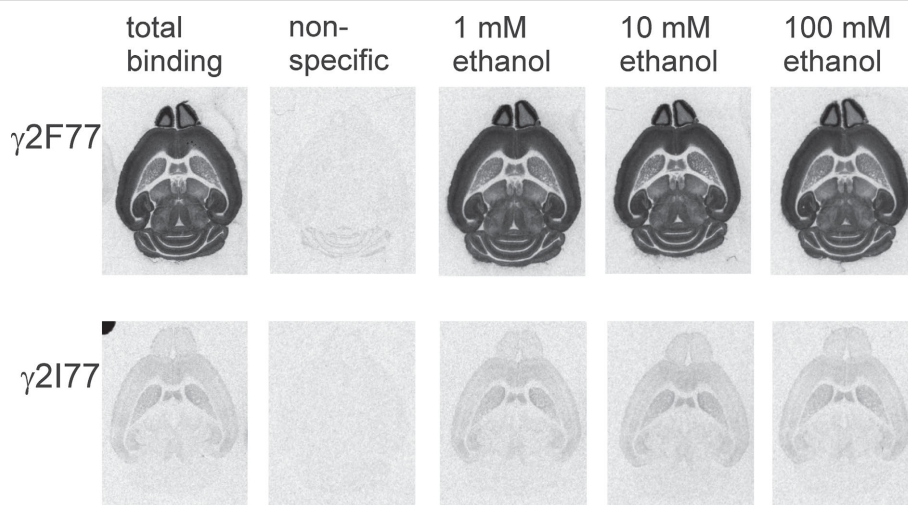 total binding
non-specific
1 mM ethanol
10 mM ethanol
100 mM ethanol
γ2F77
γ2I77